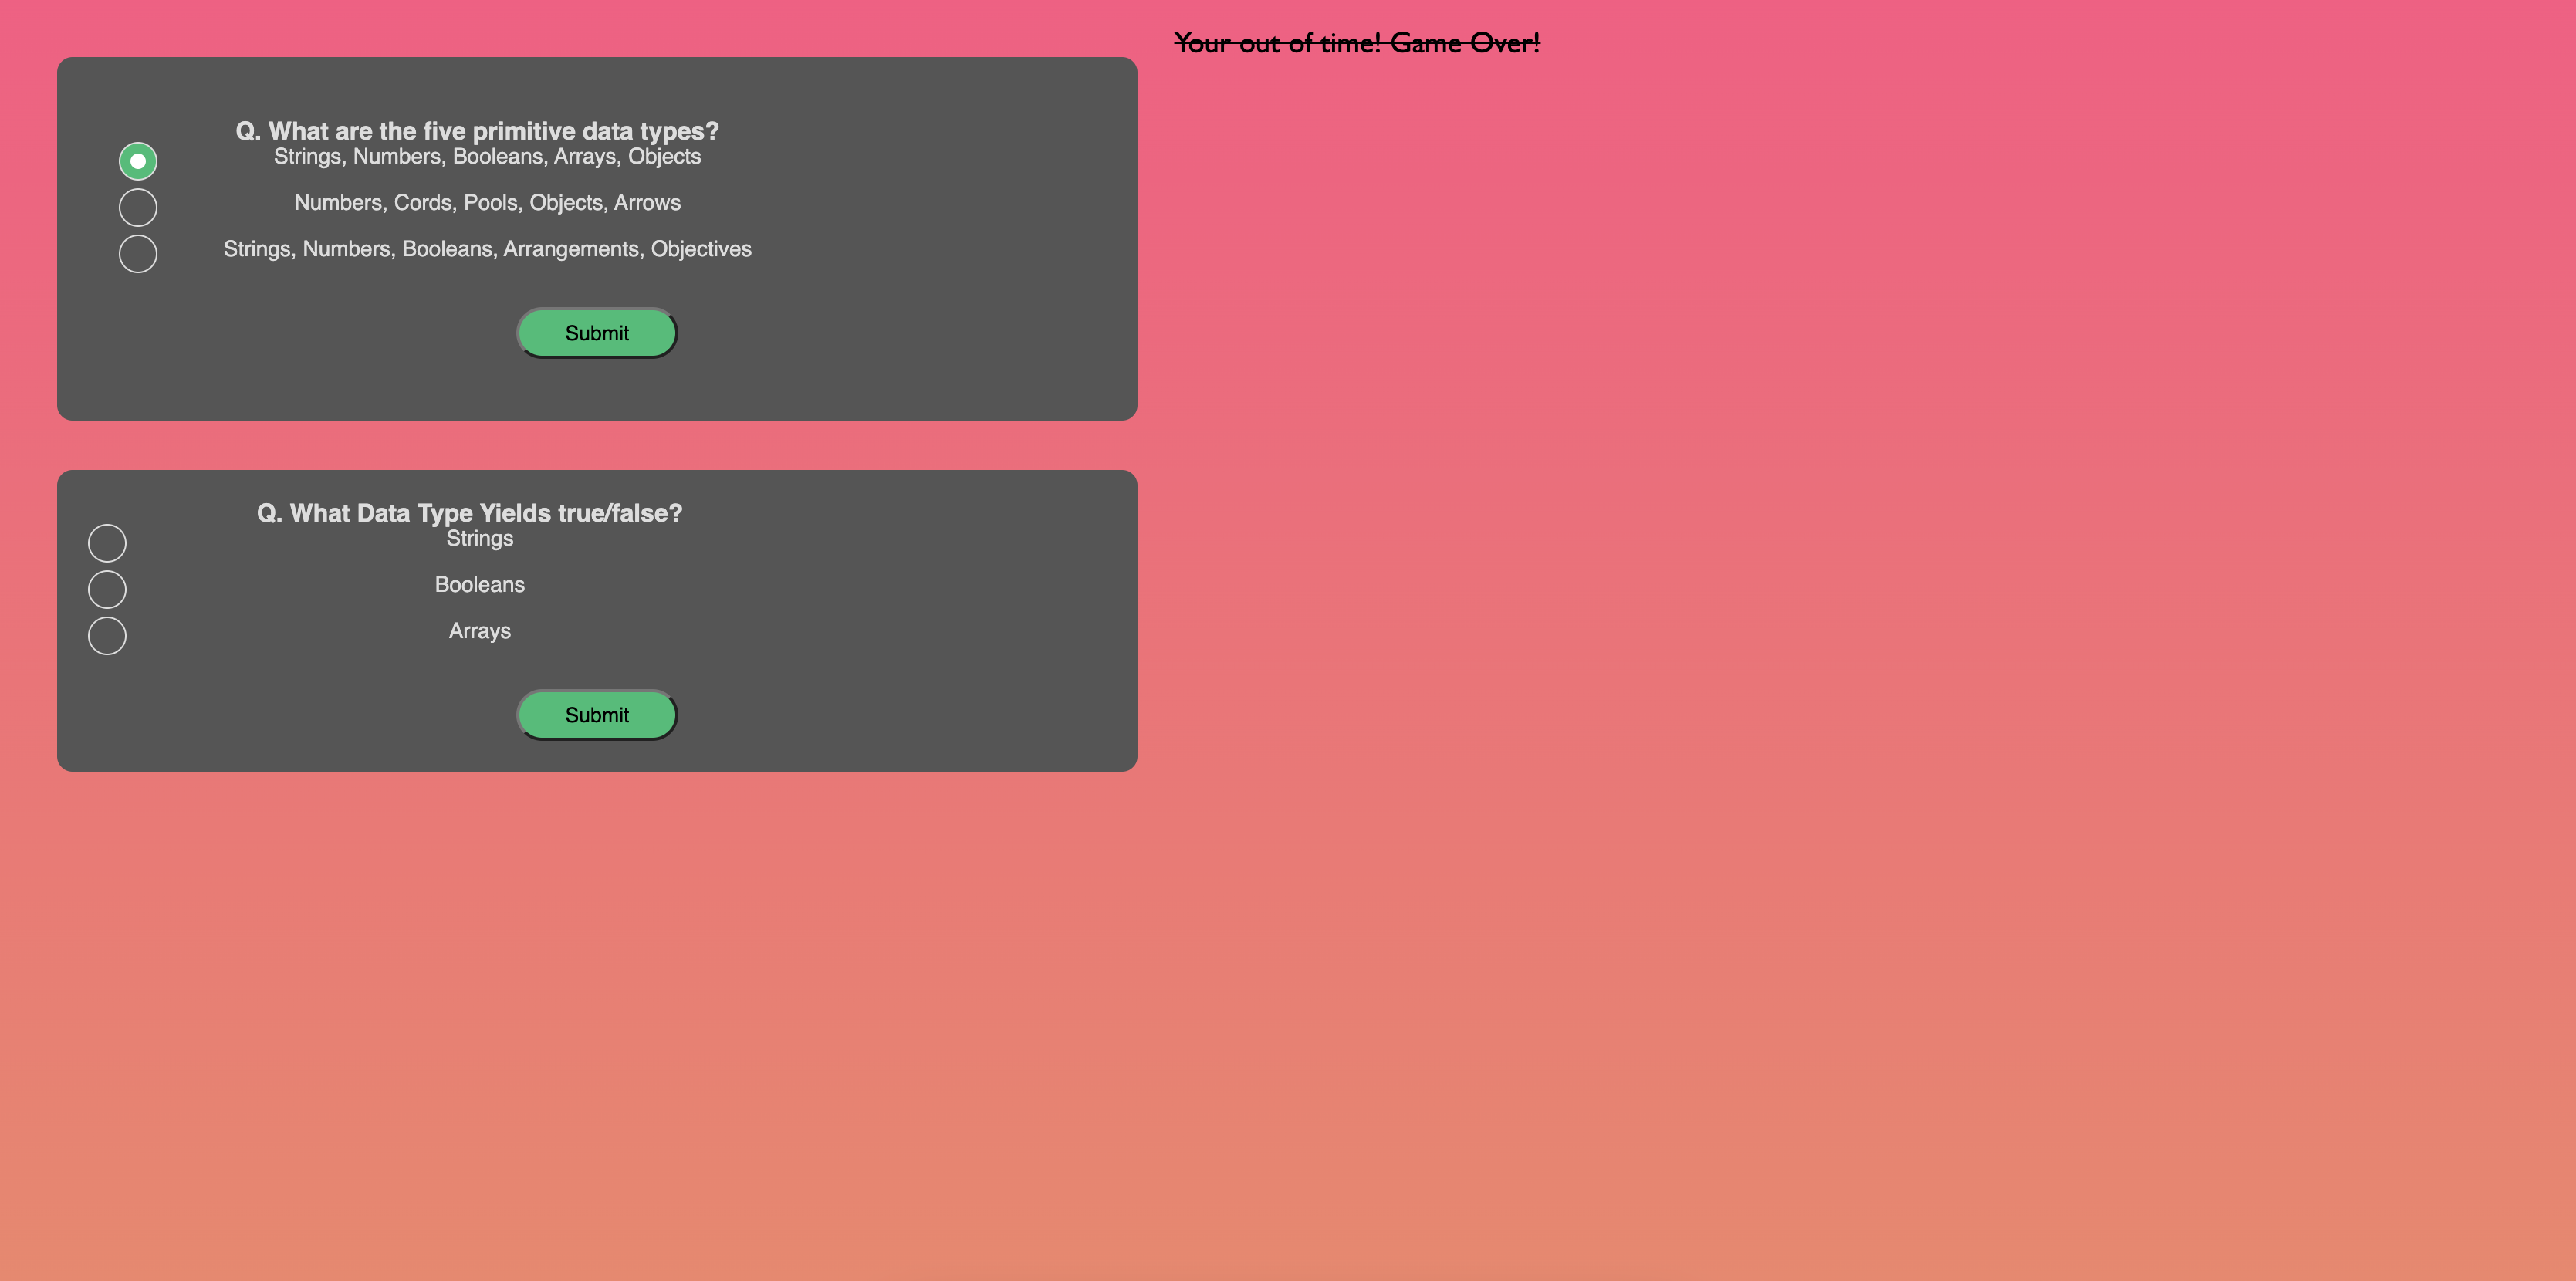 Your out of time! Game Over!
Q. What are the five primitive data types?
Strings, Numbers, Booleans, Arrays, Objects
Numbers, Cords, Pools, Objects, Arrows
Strings, Numbers, Booleans, Arrangements, Objectives
Submit
Q. What Data Type Yields true/false?
Strings
Booleans
Arrays
Submit